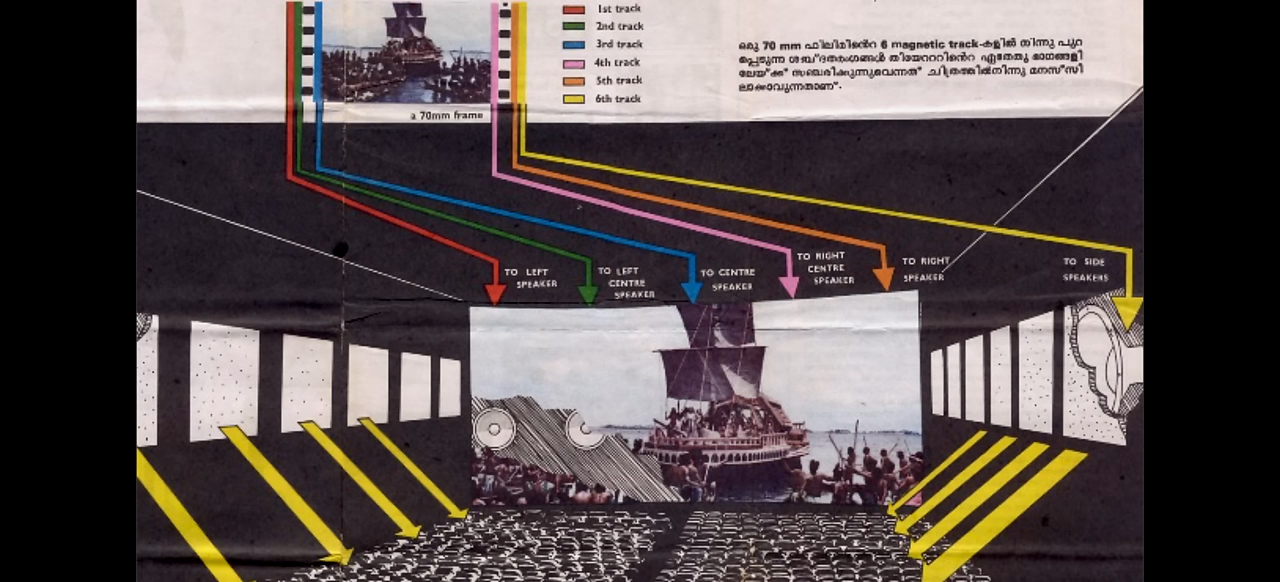 1st track
2nd track
3rd track
4th track
5th track
6th track
a 70mm frame
ഒരു 70 mm ഫിലിമിൻെറ 6 magnetic track-കളിൽ നിന്നു പുറ
പ്പെടുന്ന ശബ്ദതരംഗങ്ങൾ തിയേറററിൻെറ ഏതേതു ഭാഗങ്ങളി
ലേയ്ക്ക് സഞ്ചരിക്കുന്നുവെന്നത് ചിത്രത്തിൽനിന്നു മനസ്സി
ലാക്കാവുന്നതാണ്.
TO LEFT
SPEAKER
TO LEFT
CENTRE
SPEAKER
TO CENTRE
SPEAKER
TO RIGHT
CENTRE
SPEAKER
TO RIGHT
SPEAKER
TO SIDE
SPEAKERS